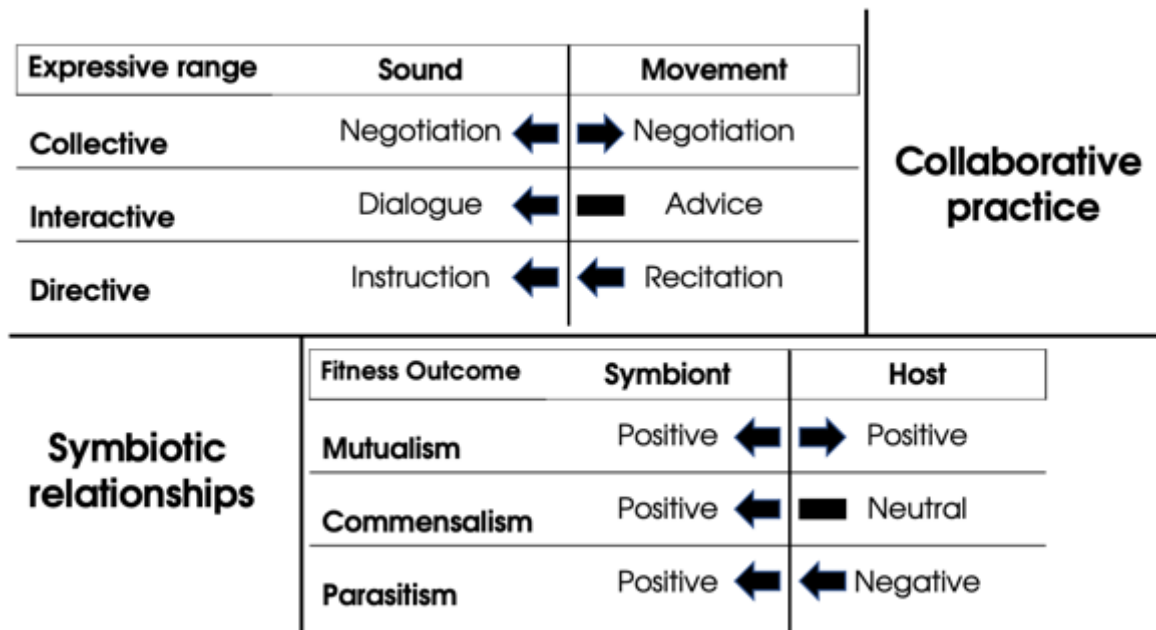 Expressive range Sound Movement
Collective Negotiation Negotiation
Interactive Dialogue Advice
Directive Instruction Recitation
Collaborative
practice
Symbiotic
relationships
Fitness Outcome Symbiont Host
Mutualism Positive Positive
Commensalism Positive Neutral
Parasitism Positive Negative